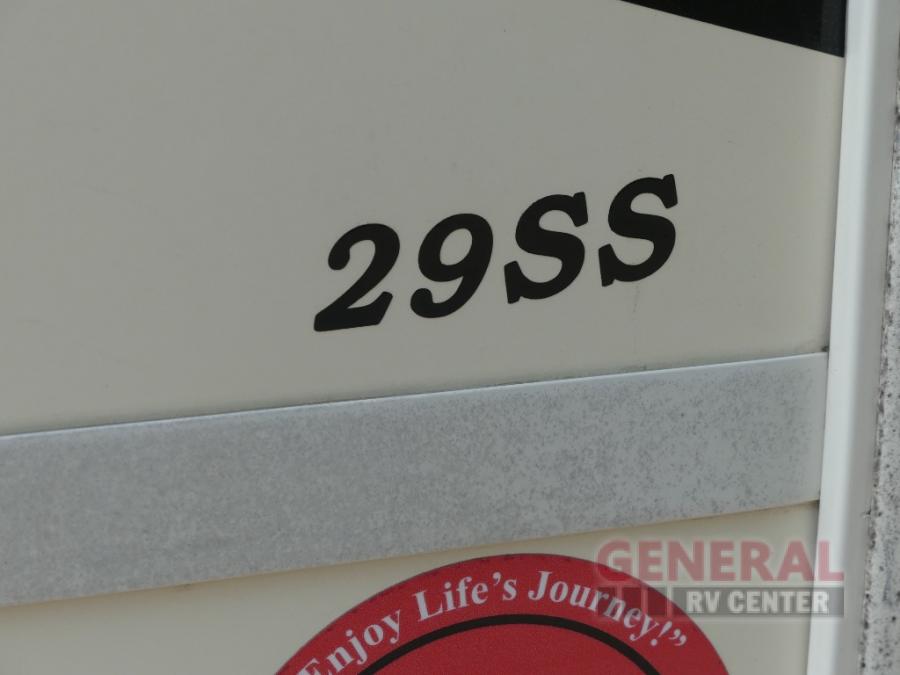 29SS
Enjoy Life's Journey!"
GENERAL
RV CENTER